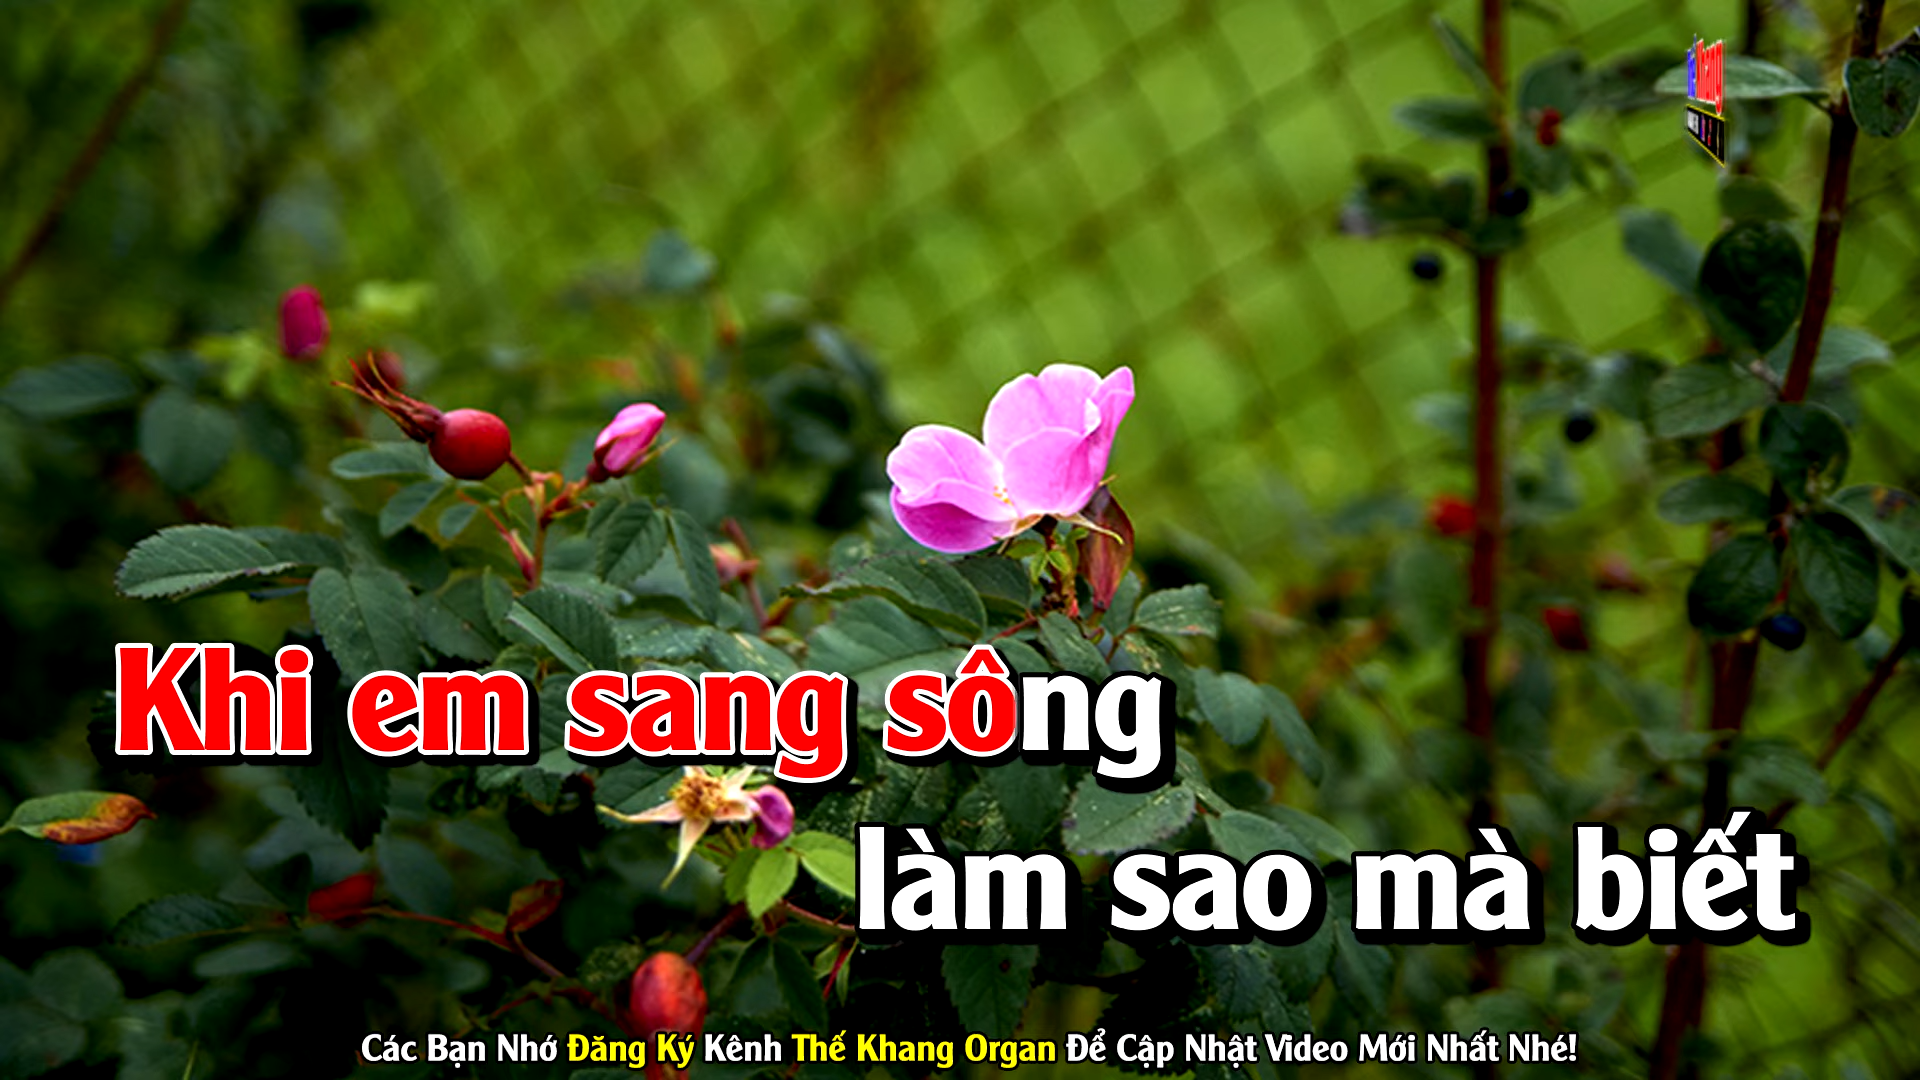 Khang
Khi em sang sông
làm sao mà biết
Các Bạn Nhớ Đăng Ký Kênh Thế Khang Organ Để Cập Nhật Video Mới Nhất Nhé!